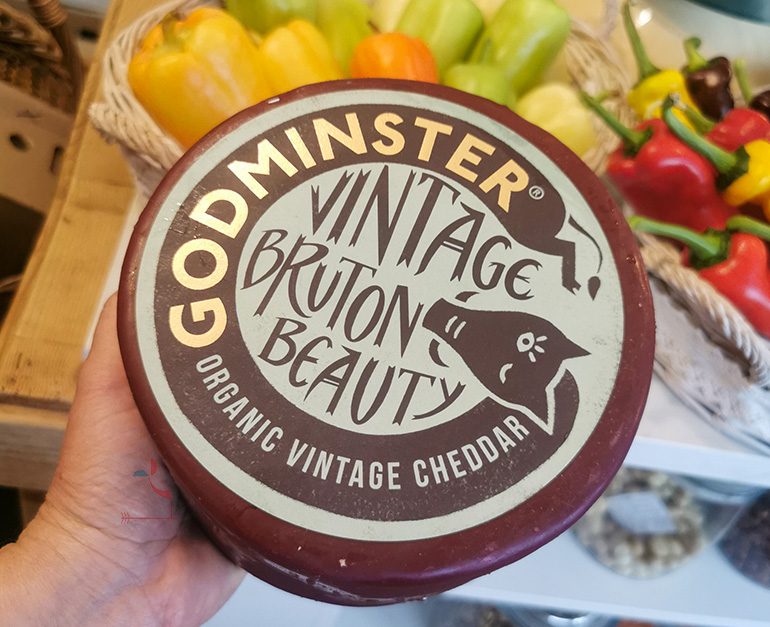 GODMINSTER®
VINTAGE
BRUTON
BEAUTY
ORGANIC VINTAGE CHEDDAR